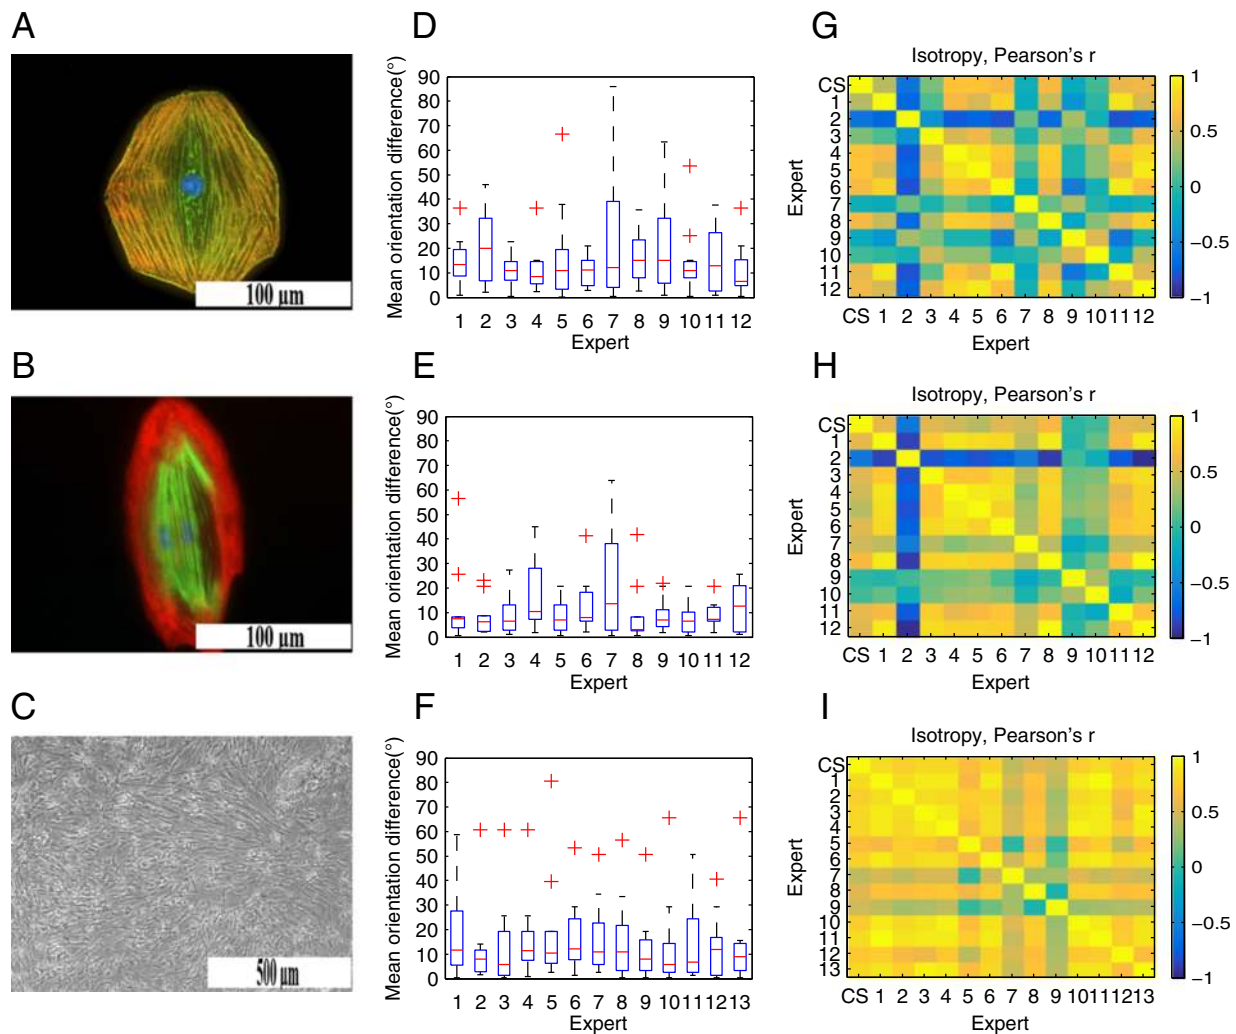 A
D
G
Isotropy, Pearson's r
Mean orientation difference(°)
90
80
70
60
50
40
30
20
10
0
1 2 3 4 5 6 7 8 9 10 11 12
Expert
Expert
CS
1
2
3
4
5
6
7
8
9
10
11
12
CS 1 2 3 4 5 6 7 8 9 10 11 12
Expert
1
0.5
0
−0.5
−1
100 µm
B
E
H
Isotropy, Pearson's r
Mean orientation difference(°)
90
80
70
60
50
40
30
20
10
0
1 2 3 4 5 6 7 8 9 10 11 12
Expert
Expert
CS
1
2
3
4
5
6
7
8
9
10
11
12
CS 1 2 3 4 5 6 7 8 9 10 11 12
Expert
1
0.5
0
−0.5
−1
100 µm
C
F
I
Isotropy, Pearson's r
Mean orientation difference(°)
90
80
70
60
50
40
30
20
10
0
1 2 3 4 5 6 7 8 9 10 11 12 13
Expert
Expert
CS
1
2
3
4
5
6
7
8
9
10
11
12
13
CS 1 2 3 4 5 6 7 8 9 10 11 12 13
Expert
1
0.5
0
−0.5
−1
500 µm